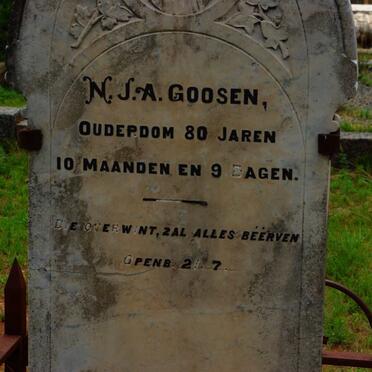 N. J. A. GOOSEN,
OUDERDOM 80 JAREN
10 MAANDEN EN 9 DAGEN.
DIE OVERWINT, ZAL ALLES BEËRVEN
OPENB. 21. 7.